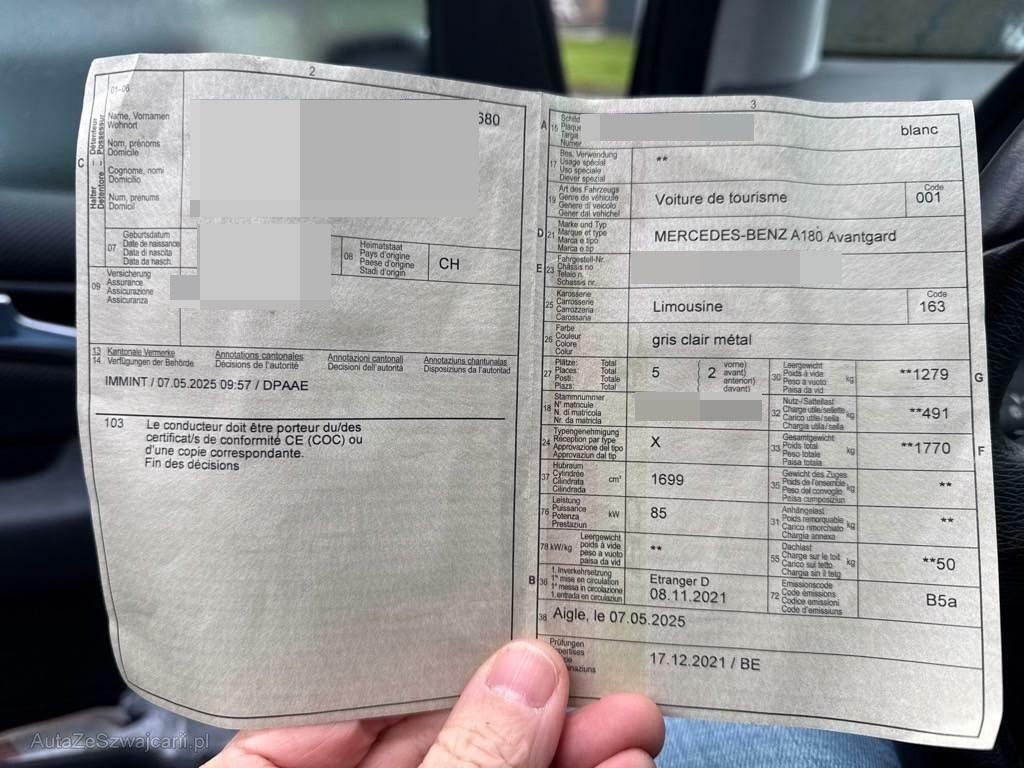 2
01-06
C
Halter Détenteur
Detentore Possessur
Name, Vornamen
Wohnort
Nom, prénoms
Domicile
Cognome, nomi
Domicilio
Num, prenums
Domicil
680
07
Geburtsdatum
Date de naissance
Data di nascita
Data da nasch.
08
Heimatstaat
Pays d'origine
Paese d'origine
Stadi d'origin
CH
09
Versicherung
Assurance
Assicurazione
Assicuranza
13 Kantonale Vermerke Annotations cantonales Annotazioni cantonali Annotaziuns chantunalas
14 Verfügungen der Behörde Décisions de l'autorité Decisioni dell'autorità Disposiziuns da l'autoritad
IMMINT / 07.05.2025 09:57 / DPAAE
103 Le conducteur doit être porteur du/des
certificat/s de conformité CE (COC) ou
d'une copie correspondante.
Fin des décisions
3
A 15
Schild
Plaque
Targa
Numer
blanc
17
Bes. Verwendung
Usage spécial
Uso speciale
Diever spezial
**
19
Art des Fahrzeugs
Genre de véhicule
Genere di veicolo
Gener dal vehichel
Voiture de tourisme
Code
001
D 21
Marke und Typ
Marque et type
Marca e tipo
Marca e tip
MERCEDES-BENZ A180 Avantgard
E 23
Fahrgestell-Nr.
Châssis no
Telaio n.
Schassis nr.
25
Karosserie
Carrosserie
Carrozzeria
Carossaria
Limousine
Code
163
26
Farbe
Couleur
Colore
Colur
gris clair métal
27
Plätze: Total
Places: Total
Posti: Totale
Plazs: Total
5
2
vorne)
avant)
anteriori)
davant)
30
Leergewicht
Poids à vide
Peso a vuoto
Paisa da vid
kg
**1279
G
18
Stammnummer
N° matricule
N. di matricola
Nr. da matricla
32
Nutz-/Sattellast
Charge utile/sellette
Carico utile/sella
Chargia utila/sella
kg
**491
24
Typengenehmigung
Réception par type
Approvazione del tipo
Approvaziun dal tip
X
33
Gesamtgewicht
Poids total
Peso totale
Paisa totala
kg
**1770
F
37
Hubraum
Cylindrée
Cilindrata
Cilindrada
cm³
1699
35
Gewicht des Zuges
Poids de l'ensemble
Peso del convoglio
Paisa cumposiziun
kg
**
76
Leistung
Puissance
Potenza
Prestaziun
kW
85
31
Anhängelast
Poids remorquable
Carico rimorchiato
Chargia annexa
kg
**
78 kW/kg
Leergewicht
poids à vide
peso a vuoto
paisa da vid
**
55
Dachlast
Charge sur le toit
Carico sul tetto
Chargia sin il tetg
kg
**50
B 36
1. Inverkehrsetzung
1re mise en circulation
1a messa in circolazione
1. entrada en circulaziun
Etranger D
08.11.2021
72
Emissionscode
Code émissions
Codice emissioni
Code d'emissiuns
B5a
38 Aigle, le 07.05.2025
Prüfungen
17.12.2021 / BE
AutaZeSzwajcarii.pl